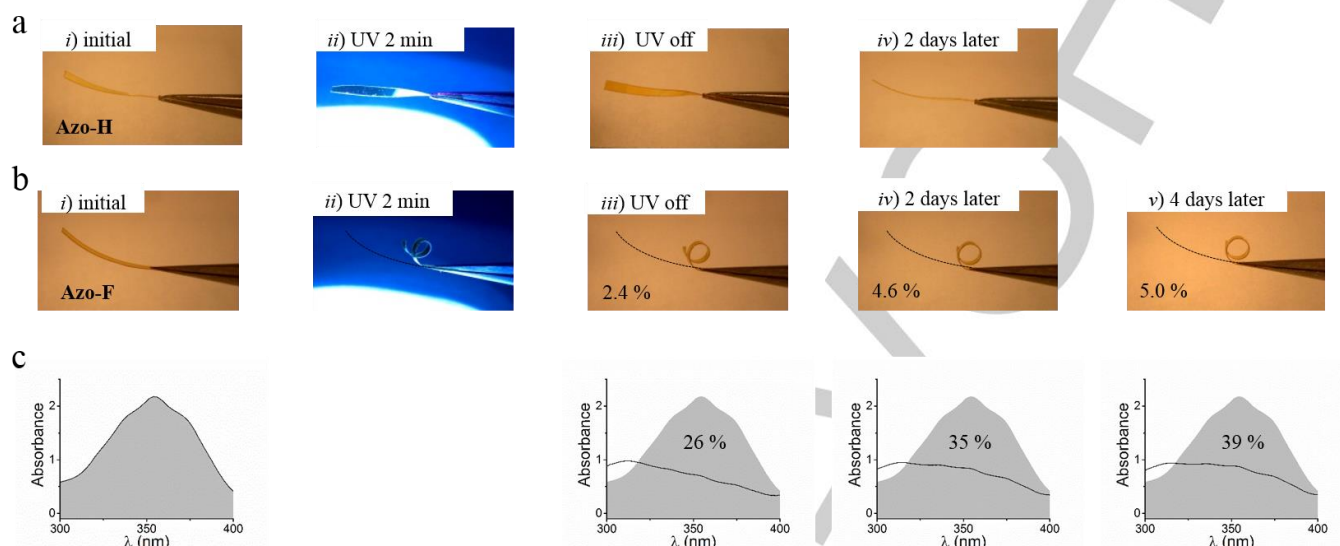 a
i) initial
ii) UV 2 min
iii) UV off
iv) 2 days later
Azo-H
b
i) initial
ii) UV 2 min
iii) UV off
iv) 2 days later
v) 4 days later
Azo-F
2.4 %
4.6 %
5.0 %
c
Absorbance
2
1
0
300
350
400
λ (nm)
Absorbance
2
1
0
26 %
300
350
400
λ (nm)
Absorbance
2
1
0
35 %
300
350
400
λ (nm)
Absorbance
2
1
0
39 %
300
350
400
λ (nm)